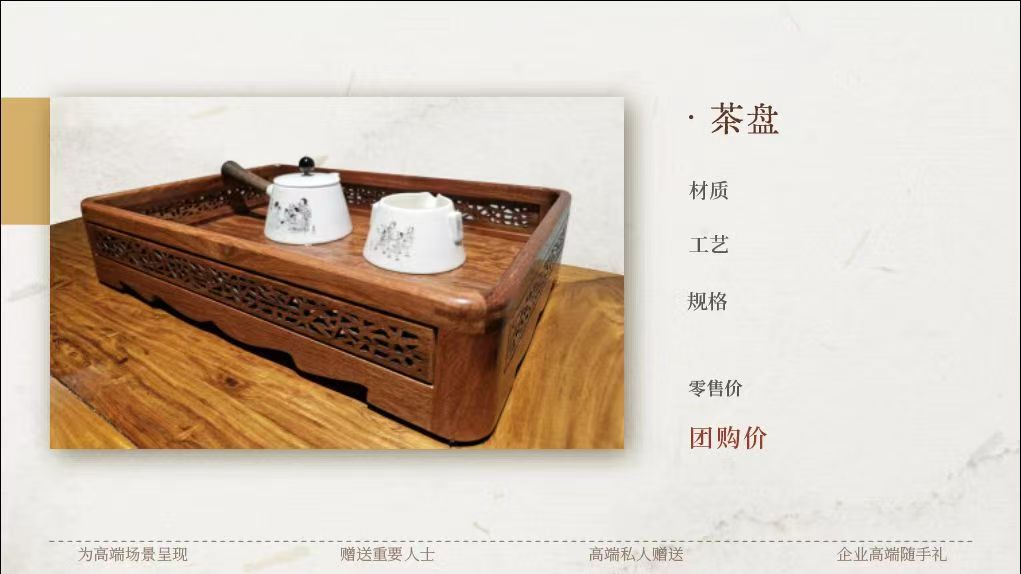 · 茶盘
材质
工艺
规格
零售价
团购价
为高端场景呈现 赠送重要人士 高端私人赠送 企业高端随手礼